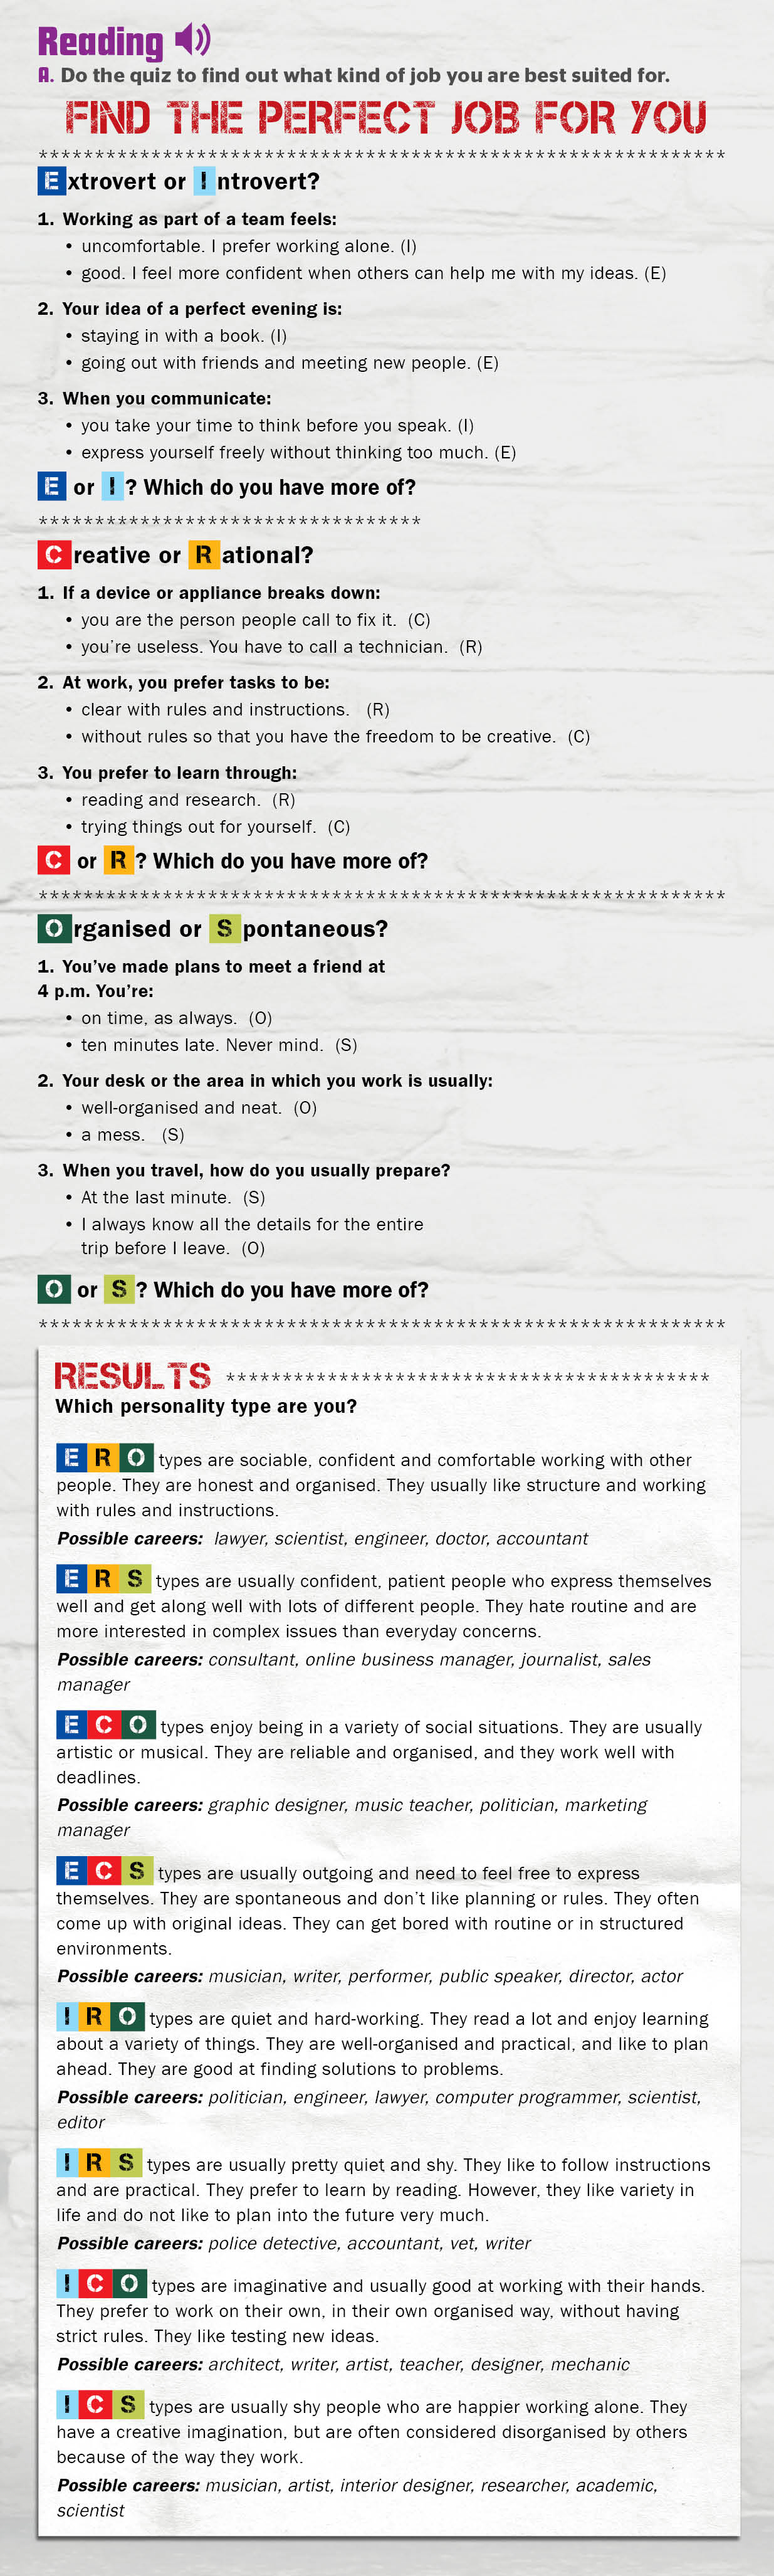 Reading
A. Do the quiz to find out what kind of job you are best suited for.
FIND THE PERFECT JOB FOR YOU
*************************************************************
Extrovert or Introvert?
1. Working as part of a team feels:
• uncomfortable. I prefer working alone. (I)
• good. I feel more confident when others can help me with my ideas. (E)
2. Your idea of a perfect evening is:
• staying in with a book. (I)
• going out with friends and meeting new people. (E)
3. When you communicate:
• you take your time to think before you speak. (I)
• express yourself freely without thinking too much. (E)
E or I? Which do you have more of?
**********************************
Creative or Rational?
1. If a device or appliance breaks down:
• you are the person people call to fix it. (C)
• you're useless. You have to call a technician. (R)
2. At work, you prefer tasks to be:
• clear with rules and instructions. (R)
• without rules so that you have the freedom to be creative. (C)
3. You prefer to learn through:
• reading and research. (R)
• trying things out for yourself. (C)
C or R? Which do you have more of?
*************************************************************
Organised or Spontaneous?
1. You've made plans to meet a friend at
4 p.m. You're:
• on time, as always. (O)
• ten minutes late. Never mind. (S)
2. Your desk or the area in which you work is usually:
• well-organised and neat. (O)
• a mess. (S)
3. When you travel, how do you usually prepare?
• At the last minute. (S)
• I always know all the details for the entire
trip before I leave. (O)
O or S? Which do you have more of?
*************************************************************
RESULTS *******************************************
Which personality type are you?
E R O types are sociable, confident and comfortable working with other
people. They are honest and organised. They usually like structure and working
with rules and instructions.
Possible careers: lawyer, scientist, engineer, doctor, accountant
E R S types are usually confident, patient people who express themselves
well and get along well with lots of different people. They hate routine and are
more interested in complex issues than everyday concerns.
Possible careers: consultant, online business manager, journalist, sales
manager
E C O types enjoy being in a variety of social situations. They are usually
artistic or musical. They are reliable and organised, and they work well with
deadlines.
Possible careers: graphic designer, music teacher, politician, marketing
manager
E C S types are usually outgoing and need to feel free to express
themselves. They are spontaneous and don't like planning or rules. They often
come up with original ideas. They can get bored with routine or in structured
environments.
Possible careers: musician, writer, performer, public speaker, director, actor
I R O types are quiet and hard-working. They read a lot and enjoy learning
about a variety of things. They are well-organised and practical, and like to plan
ahead. They are good at finding solutions to problems.
Possible careers: politician, engineer, lawyer, computer programmer, scientist,
editor
I R S types are usually pretty quiet and shy. They like to follow instructions
and are practical. They prefer to learn by reading. However, they like variety in
life and do not like to plan into the future very much.
Possible careers: police detective, accountant, vet, writer
I C O types are imaginative and usually good at working with their hands.
They prefer to work on their own, in their own organised way, without having
strict rules. They like testing new ideas.
Possible careers: architect, writer, artist, teacher, designer, mechanic
I C S types are usually shy people who are happier working alone. They
have a creative imagination, but are often considered disorganised by others
because of the way they work.
Possible careers: musician, artist, interior designer, researcher, academic,
scientist